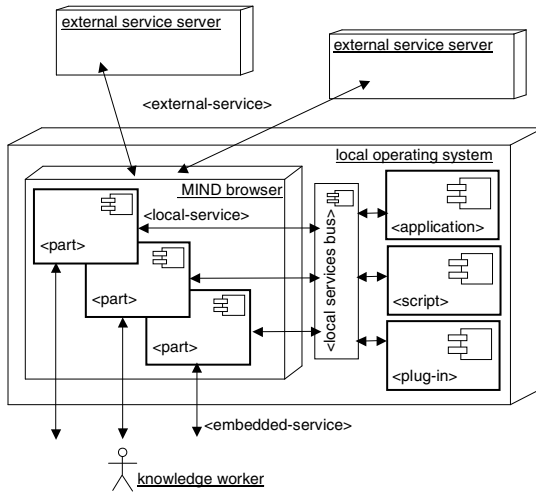 external service server
external service server
<external-service>
local operating system
MIND browser
<local-service>
<part>
<part>
<part>
<local services bus>
<application>
<script>
<plug-in>
<embedded-service>
knowledge worker